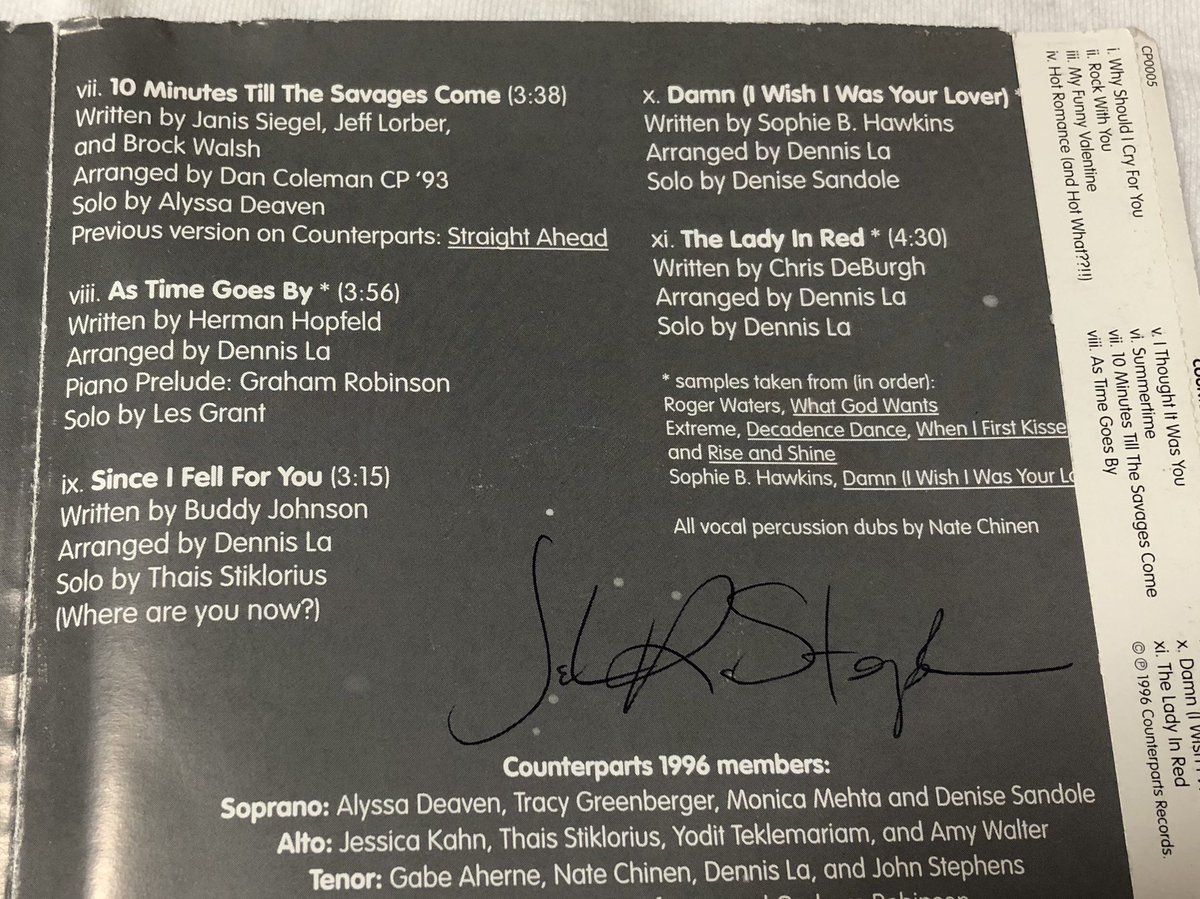 vii. 10 Minutes Till The Savages Come (3:38)
Written by Janis Siegel, Jeff Lorber,
and Brock Walsh
Arranged by Dan Coleman CP '93
Solo by Alyssa Deaven
Previous version on Counterparts: Straight Ahead
viii. As Time Goes By * (3:56)
Written by Herman Hopfeld
Arranged by Dennis La
Piano Prelude: Graham Robinson
Solo by Les Grant
ix. Since I Fell For You (3:15)
Written by Buddy Johnson
Arranged by Dennis La
Solo by Thais Stiklorius
(Where are you now?)
x. Damn (I Wish I Was Your Lover) *
Written by Sophie B. Hawkins
Arranged by Dennis La
Solo by Denise Sandole
xi. The Lady In Red * (4:30)
Written by Chris DeBurgh
Arranged by Dennis La
Solo by Dennis La
* samples taken from (in order):
Roger Waters, What God Wants
Extreme, Decadence Dance, When I First Kisse
and Rise and Shine
Sophie B. Hawkins, Damn (I Wish I Was Your Lo
All vocal percussion dubs by Nate Chinen
John R. Stephens
Counterparts 1996 members:
Soprano: Alyssa Deaven, Tracy Greenberger, Monica Mehta and Denise Sandole
Alto: Jessica Kahn, Thais Stiklorius, Yodit Teklemariam, and Amy Walter
Tenor: Gabe Aherne, Nate Chinen, Dennis La, and John Stephens
CP0005
i. Why Should I Cry For You
ii. Rock With You
iii. My Funny Valentine
iv. Hot Romance (and Hot What??!!)
v. I Thought It Was You
vi. Summertime
vii. 10 Minutes Till The Savages Come
viii. As Time Goes By
x. Damn (I Wish
xi. The Lady In Red
© ℗ 1996 Counterparts Records.